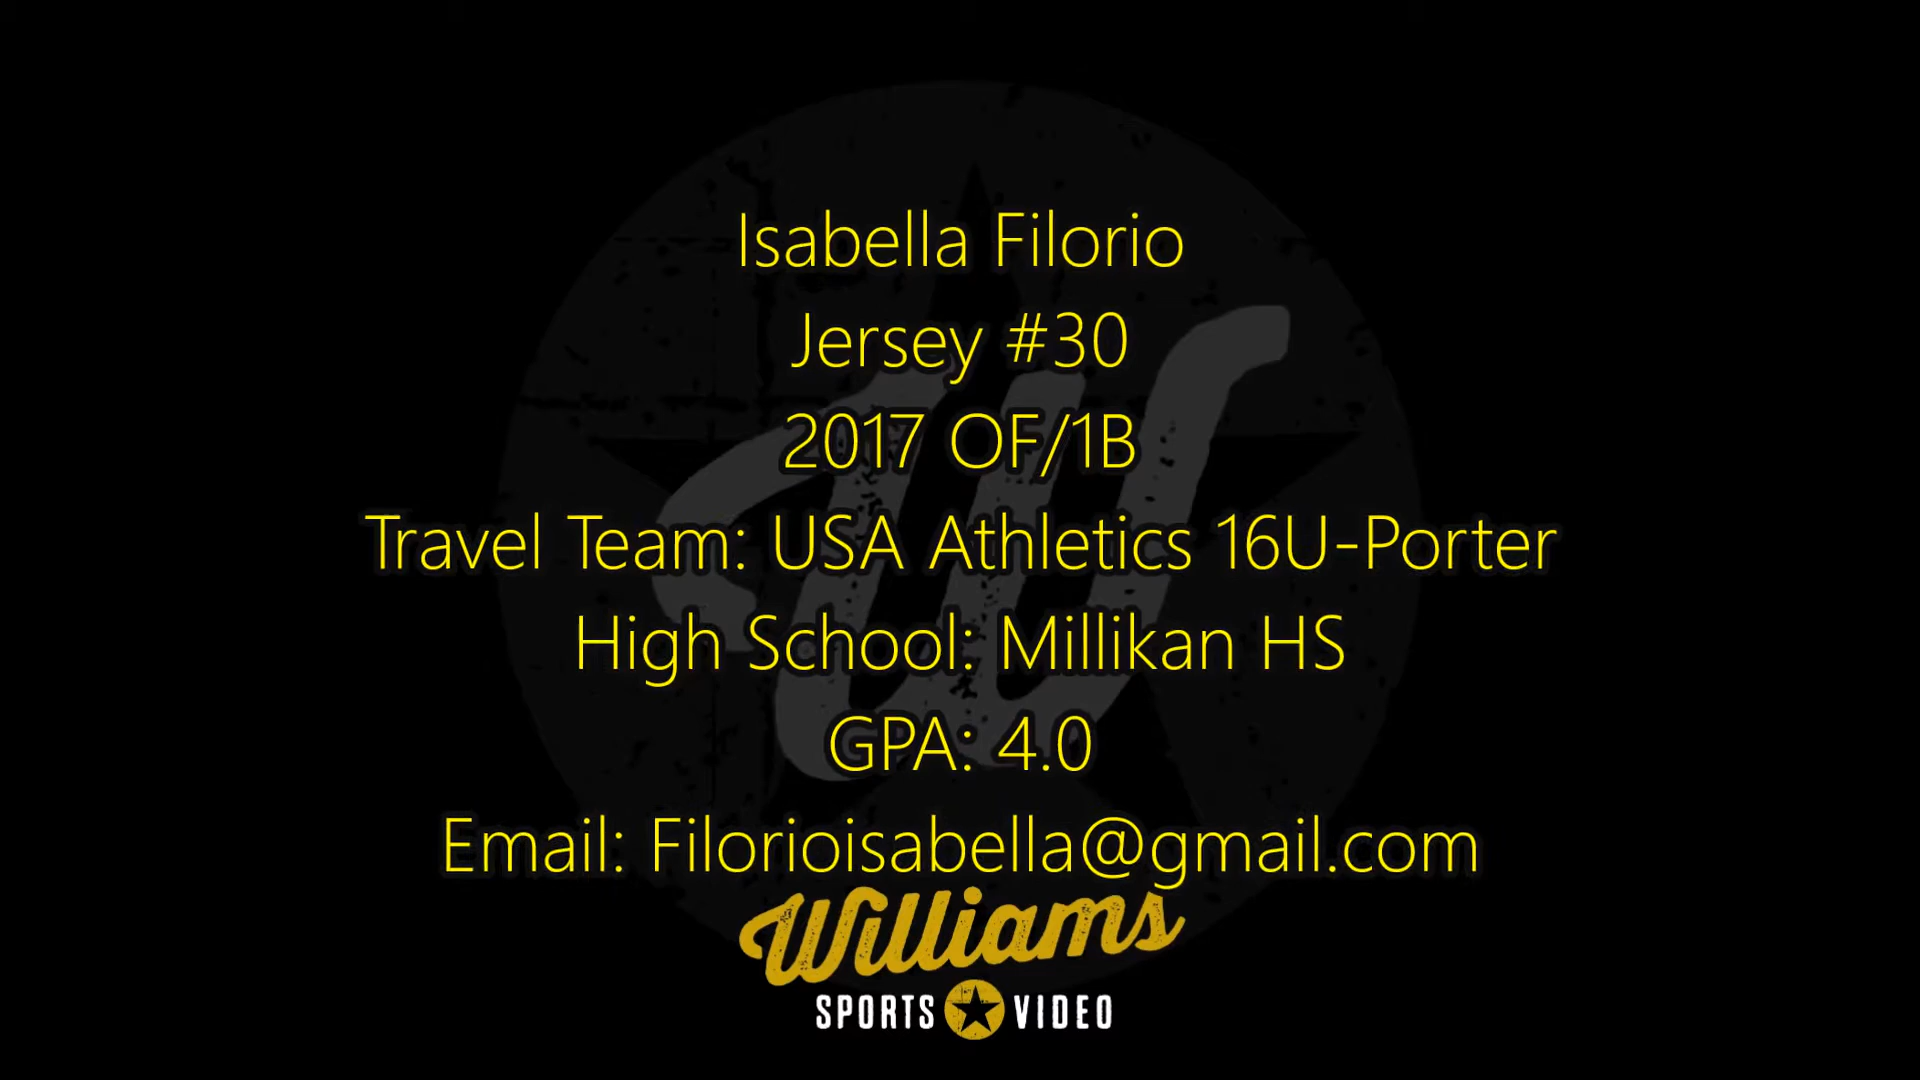 Isabella Filorio
Jersey #30
2017 OF/1B
Travel Team: USA Athletics 16U-Porter
High School: Millikan HS
GPA: 4.0
Email: Filorioisabella@gmail.com
Williams
SPORTS VIDEO